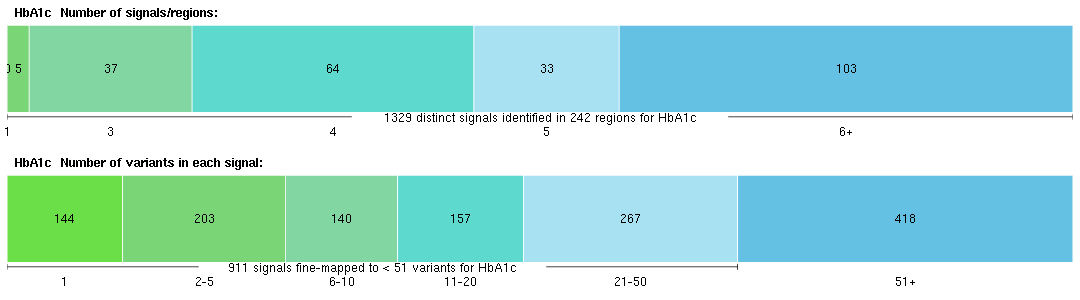 HbA1c Number of signals/regions:
0 5 37 64 33 103
1329 distinct signals identified in 242 regions for HbA1c
1 3 4 5 6+
HbA1c Number of variants in each signal:
144 203 140 157 267 418
911 signals fine-mapped to < 51 variants for HbA1c
1 2-5 6-10 11-20 21-50 51+